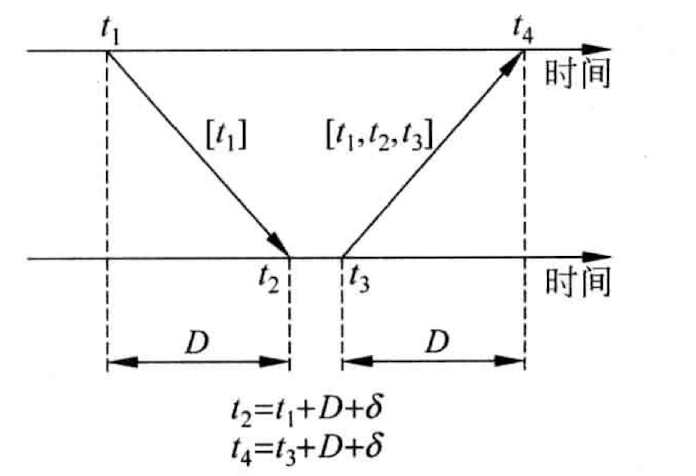 t₁ t₄
时间
[t₁] [t₁,t₂,t₃]
t₂ t₃
时间
D D
t₂=t₁+D+δ
t₄=t₃+D+δ